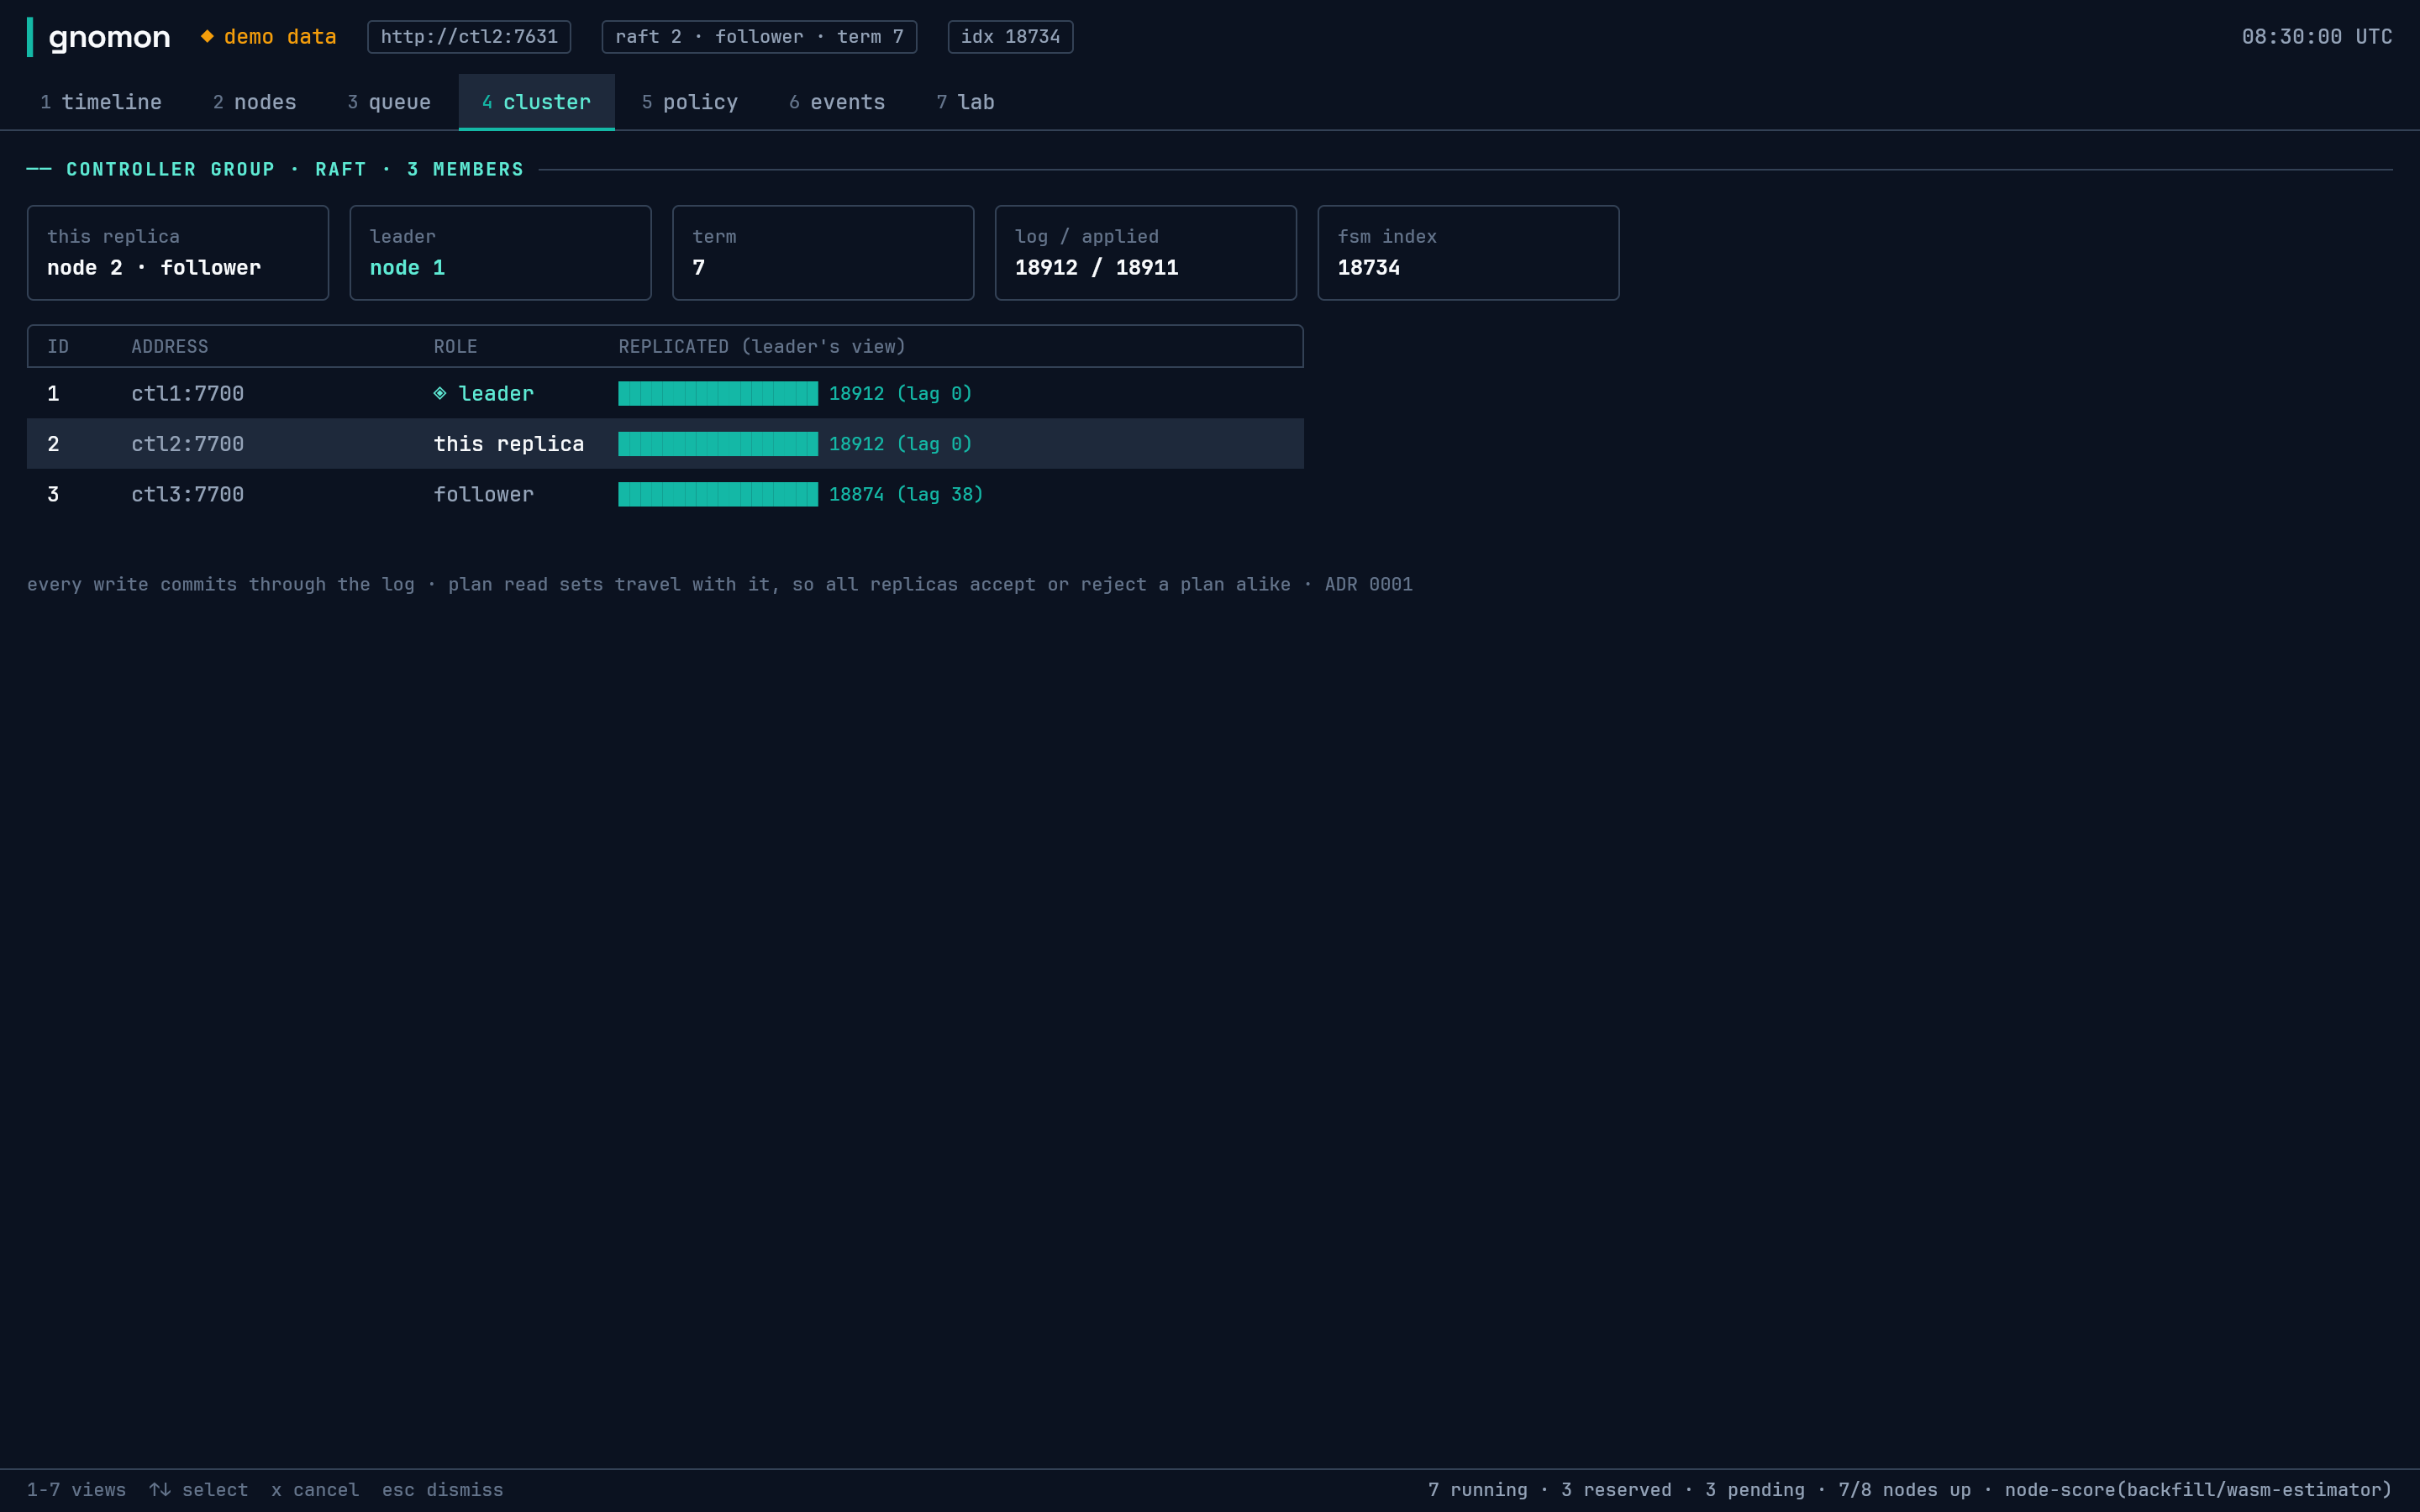 gnomon ◆ demo data http://ctl2:7631 raft 2 · follower · term 7 idx 18734 08:30:00 UTC
1 timeline 2 nodes 3 queue 4 cluster 5 policy 6 events 7 lab
—— CONTROLLER GROUP · RAFT · 3 MEMBERS
this replica leader term log / applied fsm index
node 2 · follower node 1 7 18912 / 18911 18734
ID ADDRESS ROLE REPLICATED (leader's view)
1 ctl1:7700 ◈ leader 18912 (lag 0)
2 ctl2:7700 this replica 18912 (lag 0)
3 ctl3:7700 follower 18874 (lag 38)
every write commits through the log · plan read sets travel with it, so all replicas accept or reject a plan alike · ADR 0001
1-7 views ↑↓ select x cancel esc dismiss 7 running · 3 reserved · 3 pending · 7/8 nodes up · node-score(backfill/wasm-estimator)